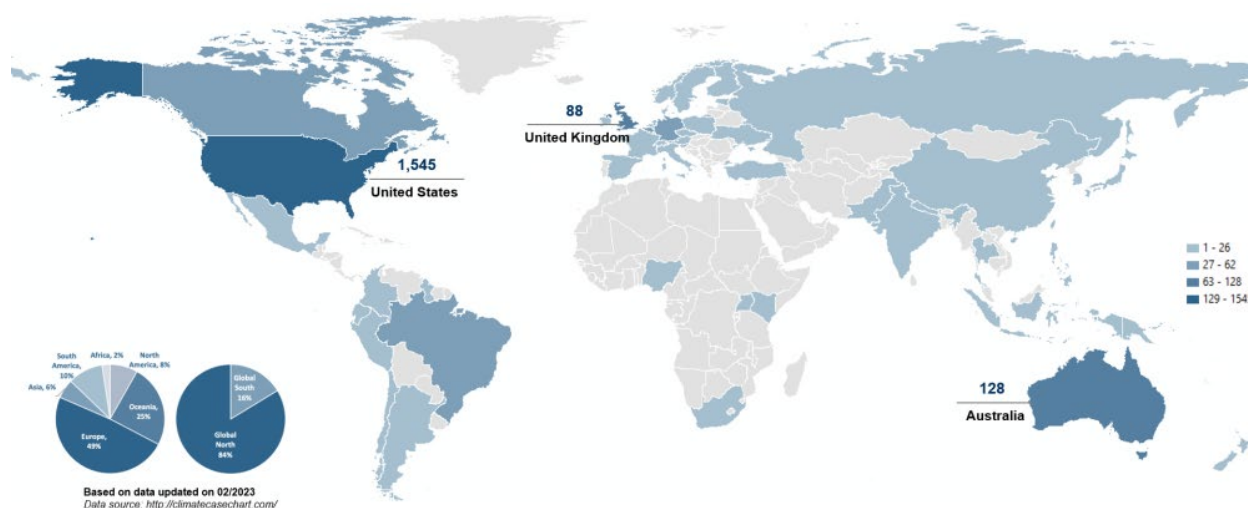 1,545
United States
88
United Kingdom
128
Australia
1 - 26
27 - 62
63 - 128
129 - 154
South
America,
10%
Africa, 2%
North
America, 8%
Asia, 6%
Oceania,
25%
Europe,
49%
Global
South
16%
Global
North
84%
Based on data updated on 02/2023
Data source: http://climatecasechart.com/